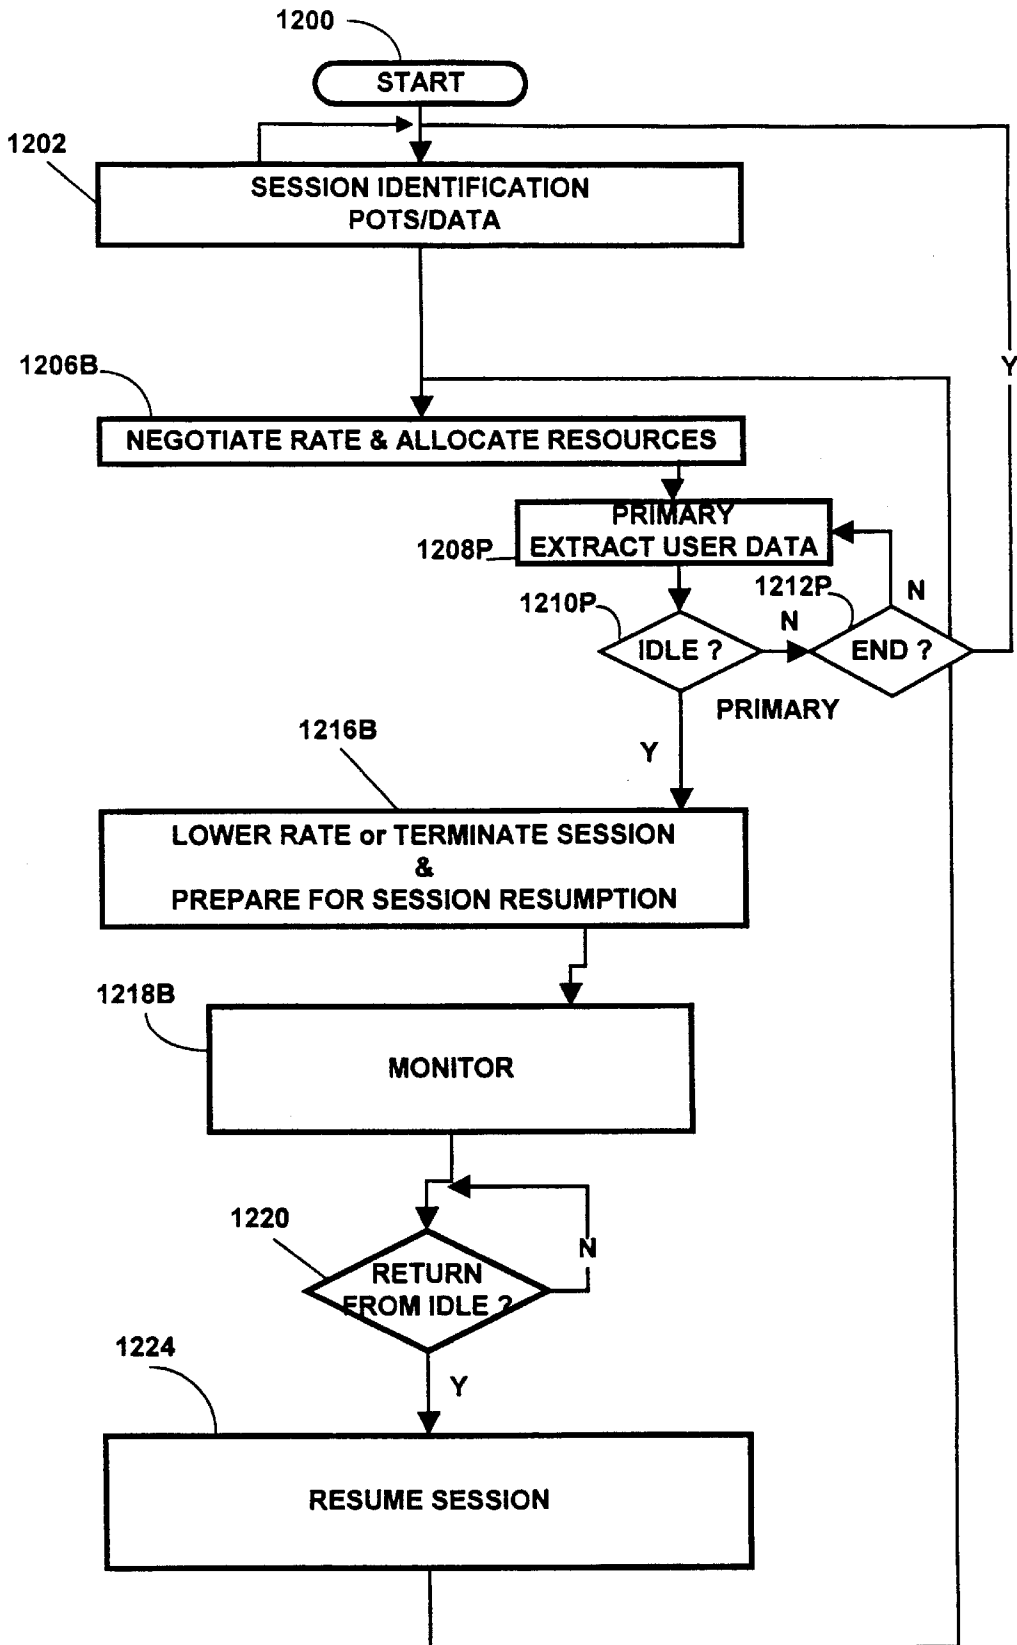 1200
START
1202
SESSION IDENTIFICATION
POTS/DATA
Y
1206B
NEGOTIATE RATE & ALLOCATE RESOURCES
PRIMARY
EXTRACT USER DATA
1208P
1210P
1212P
N
N
IDLE ?
END ?
PRIMARY
1216B
Y
LOWER RATE or TERMINATE SESSION
&
PREPARE FOR SESSION RESUMPTION
1218B
MONITOR
1220
N
RETURN
FROM IDLE ?
1224
Y
RESUME SESSION